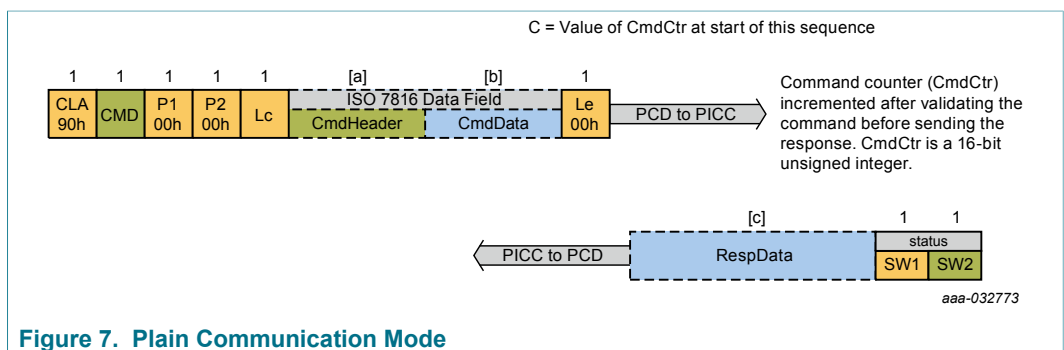 C = Value of CmdCtr at start of this sequence
1 1 1 1 1 [a] [b] 1
CLA 90h CMD P1 00h P2 00h Lc ISO 7816 Data Field CmdHeader CmdData Le 00h
PCD to PICC
Command counter (CmdCtr)
incremented after validating the
command before sending the
response. CmdCtr is a 16-bit
unsigned integer.
[c] 1 1
PICC to PCD RespData status SW1 SW2
aaa-032773
Figure 7. Plain Communication Mode